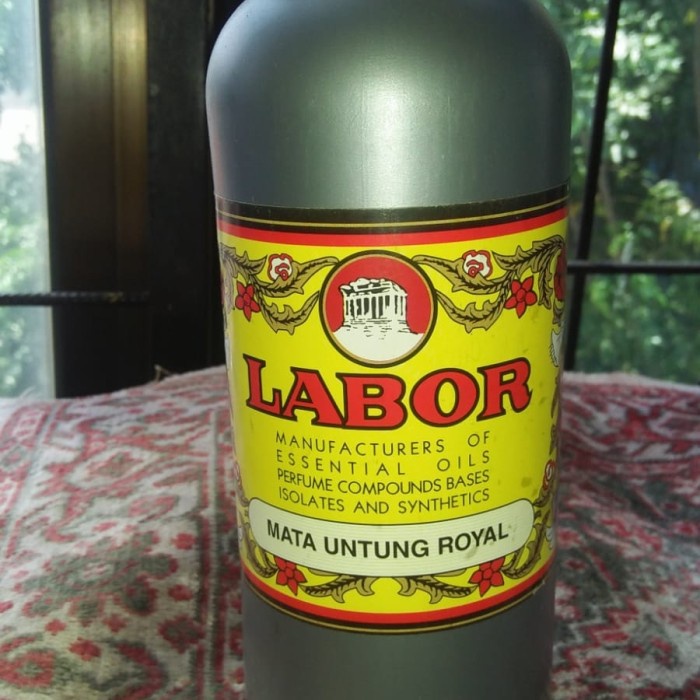 LABOR
MANUFACTURERS OF
ESSENTIAL OILS
PERFUME COMPOUNDS BASES
ISOLATES AND SYNTHETICS
MATA UNTUNG ROYAL